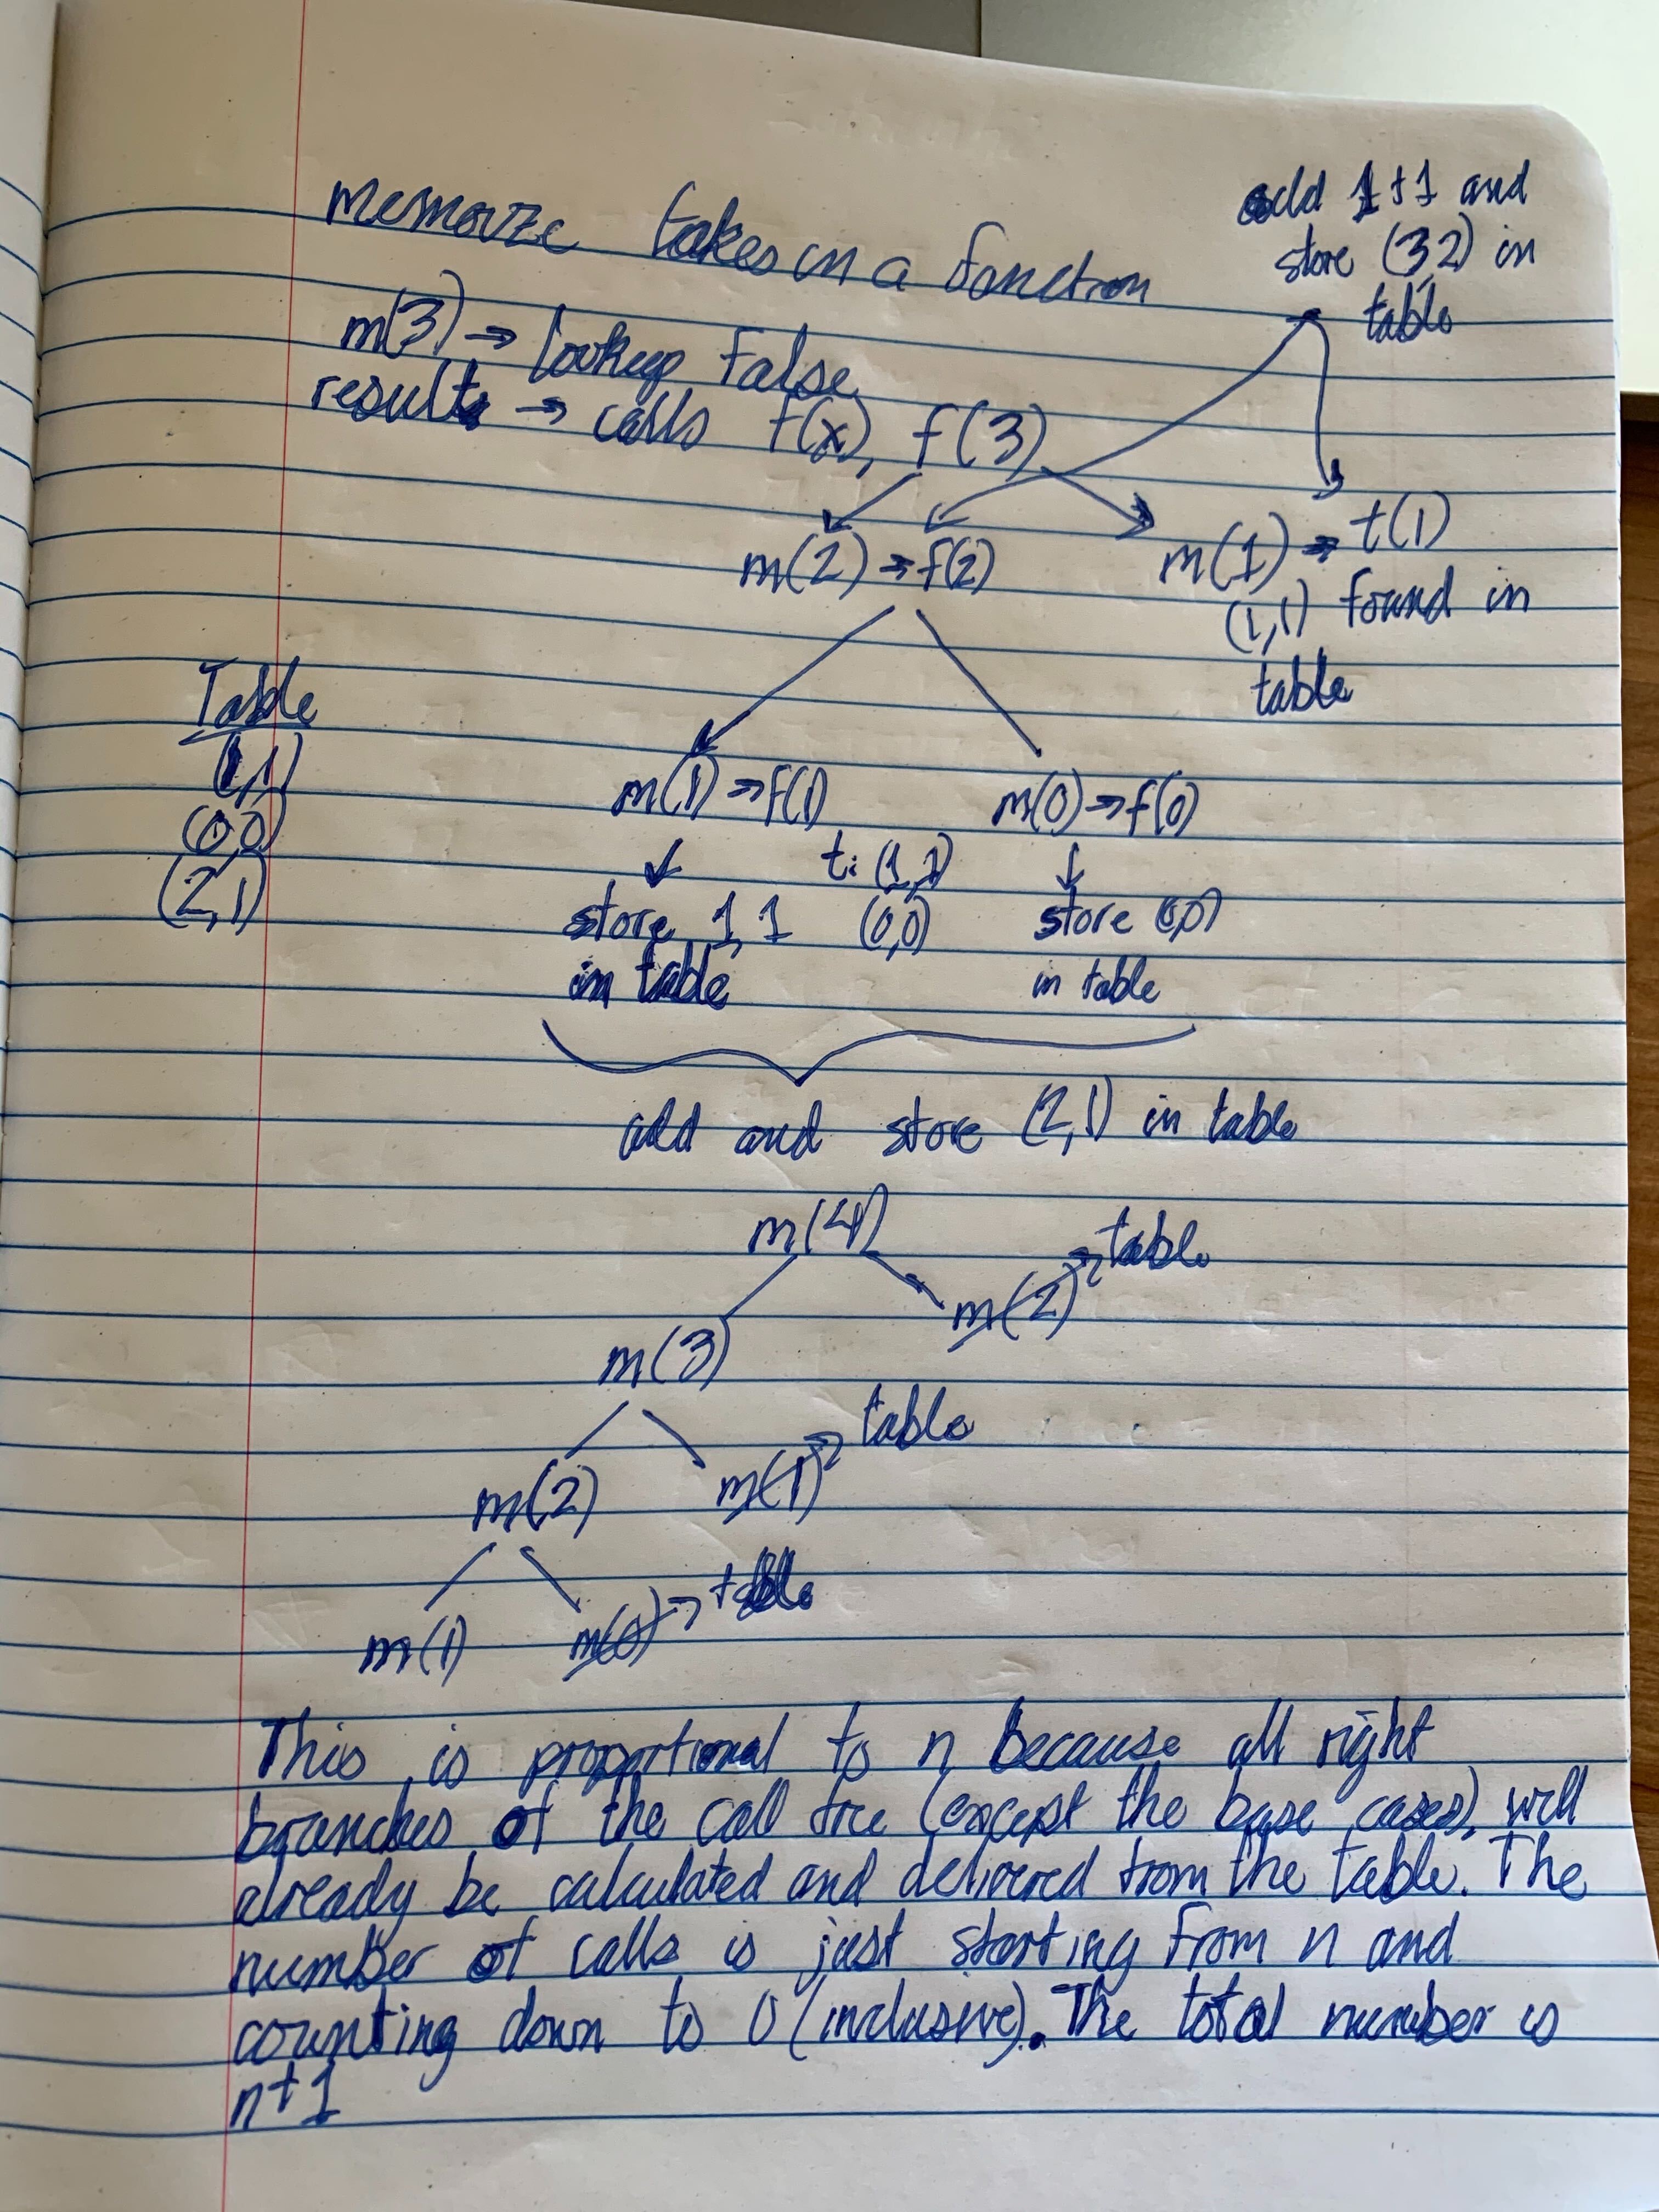 memoize takes in a function
add 1+1 and
store (3,2) in
table
m(3) → lookup False
results → calls f(x), f(3)
m(2) → f(2)
m(1) → t(1)
(1,1) found in
table
Table
(1,1)
(0,0)
(2,1)
m(1) → f(1)
m(0) → f(0)
t: (1,1)
(0,0)
store 1,1
in table
store (0,0)
in table
add and store (2,1) in table
m(4)
m(3)
m(2) → table
m(2)
m(1) → table
m(1)
m(0) → table
This is proportional to n because all right
branches of the call tree (except the base cases), will
already be calculated and delivered from the table. The
number of calls is just starting from n and
counting down to 0 (inclusive). The total number is
n+1